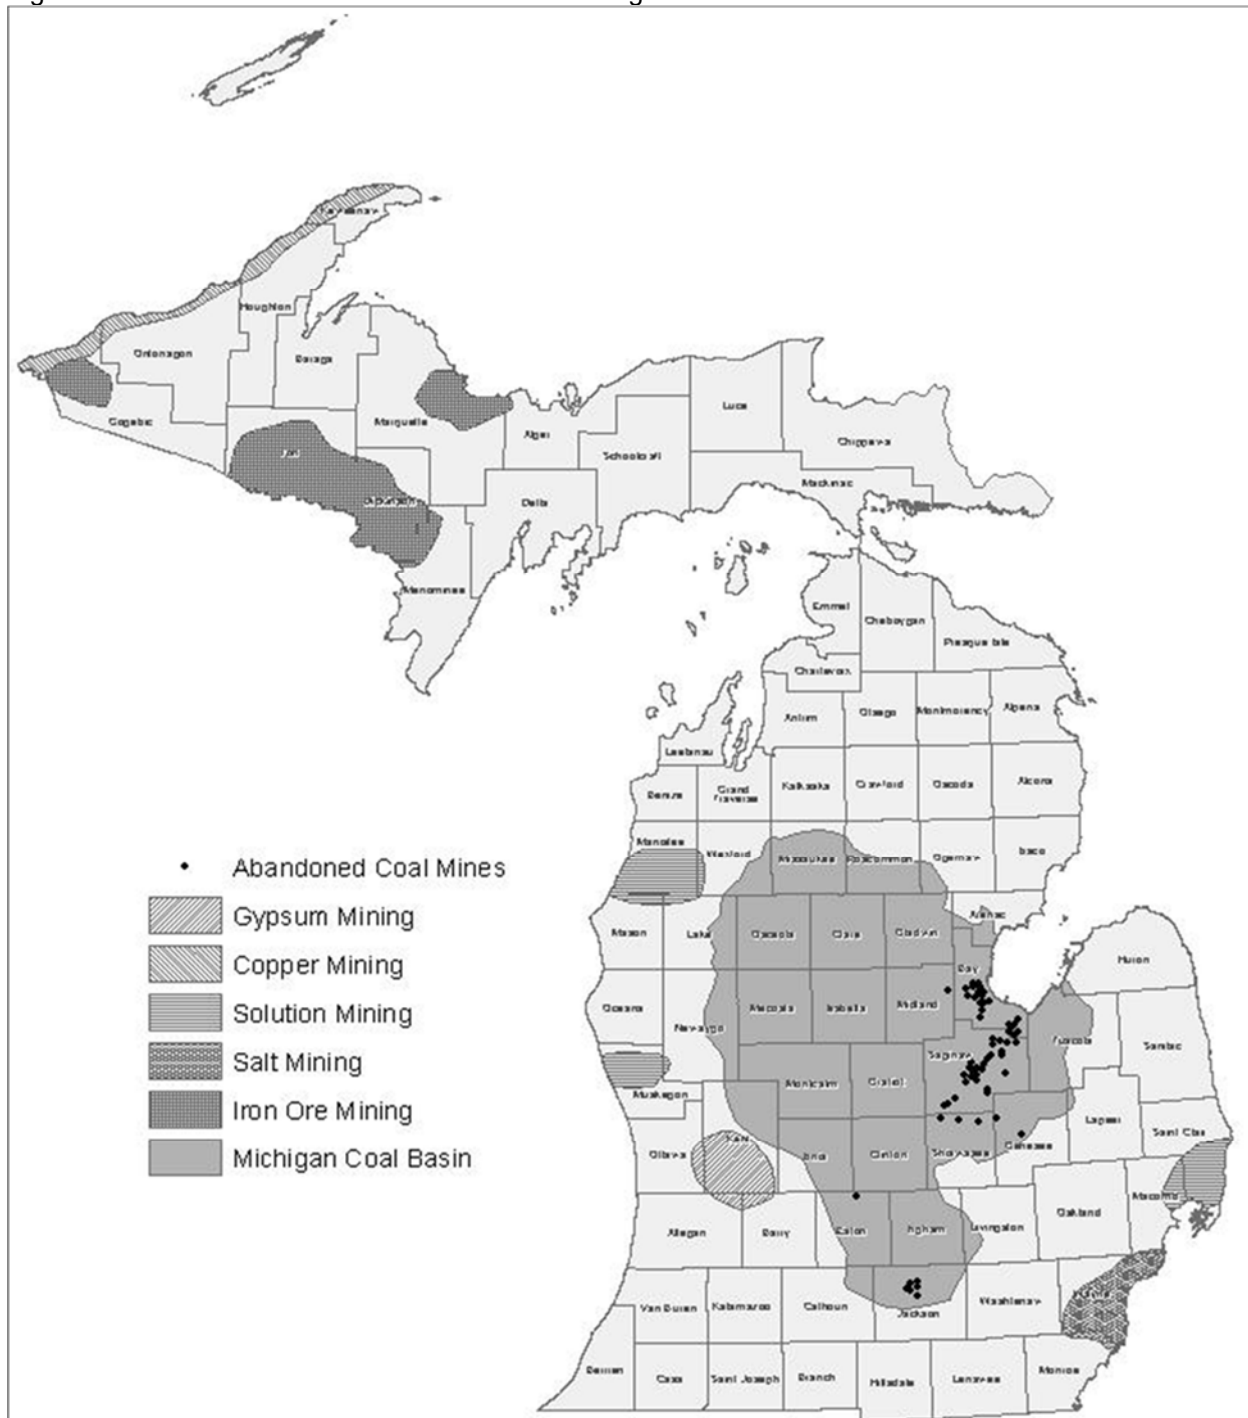 Keweenaw
Houghton
Ontonagon
Baraga
Gogebic
Marquette
Iron
Alger
Luce
Schoolcraft
Chippewa
Mackinac
Dickinson
Delta
Menominee
Emmet
Cheboygan
Presque Isle
Charlevoix
Antrim
Otsego
Montmorency
Alpena
Leelanau
Benzie
Grand
Traverse
Kalkaska
Crawford
Oscoda
Alcona
Manistee
Wexford
Missaukee
Roscommon
Ogemaw
Iosco
Abandoned Coal Mines
Gypsum Mining
Copper Mining
Solution Mining
Salt Mining
Iron Ore Mining
Michigan Coal Basin
Mason
Lake
Osceola
Clare
Gladwin
Arenac
Bay
Huron
Oceana
Newaygo
Mecosta
Isabella
Midland
Saginaw
Tuscola
Sanilac
Muskegon
Montcalm
Gratiot
Lapeer
Saint Clair
Ottawa
Kent
Ionia
Clinton
Shiawassee
Genesee
Macomb
Allegan
Barry
Eaton
Ingham
Livingston
Oakland
Van Buren
Kalamazoo
Calhoun
Jackson
Washtenaw
Wayne
Berrien
Cass
Saint Joseph
Branch
Hillsdale
Lenawee
Monroe